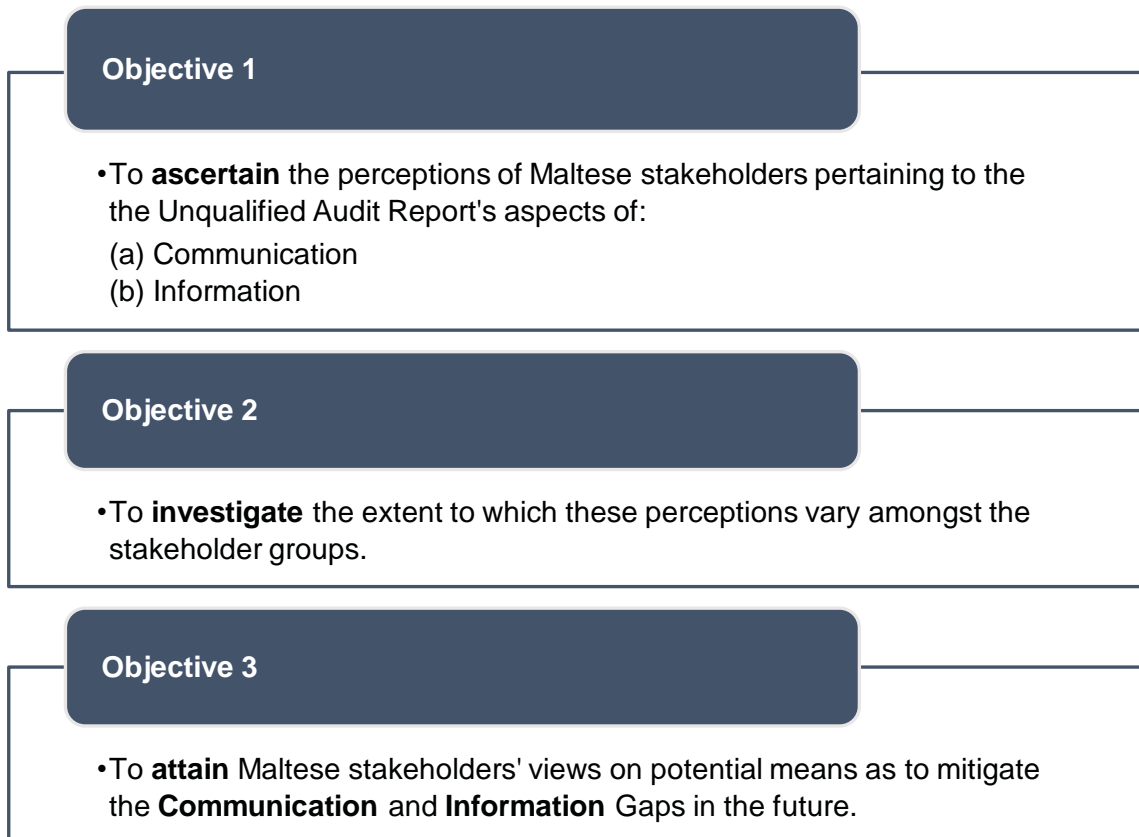 Objective 1
•To ascertain the perceptions of Maltese stakeholders pertaining to the
the Unqualified Audit Report's aspects of:
(a) Communication
(b) Information
Objective 2
•To investigate the extent to which these perceptions vary amongst the
stakeholder groups.
Objective 3
•To attain Maltese stakeholders' views on potential means as to mitigate
the Communication and Information Gaps in the future.